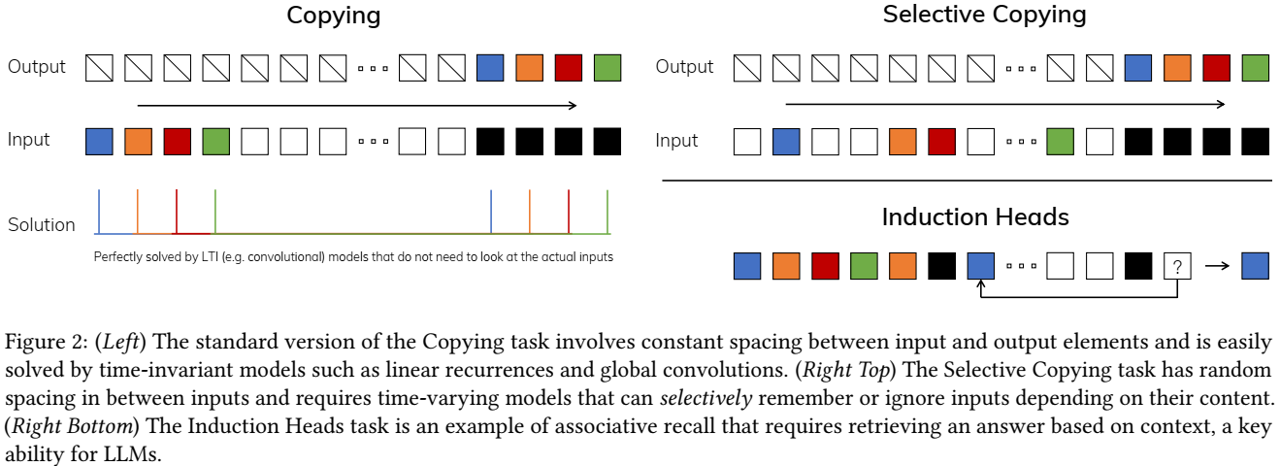 Copying
Output
Input
Solution
Perfectly solved by LTI (e.g. convolutional) models that do not need to look at the actual inputs
Selective Copying
Output
Input
Induction Heads
?
Figure 2: (Left) The standard version of the Copying task involves constant spacing between input and output elements and is easily
solved by time-invariant models such as linear recurrences and global convolutions. (Right Top) The Selective Copying task has random
spacing in between inputs and requires time-varying models that can selectively remember or ignore inputs depending on their content.
(Right Bottom) The Induction Heads task is an example of associative recall that requires retrieving an answer based on context, a key
ability for LLMs.